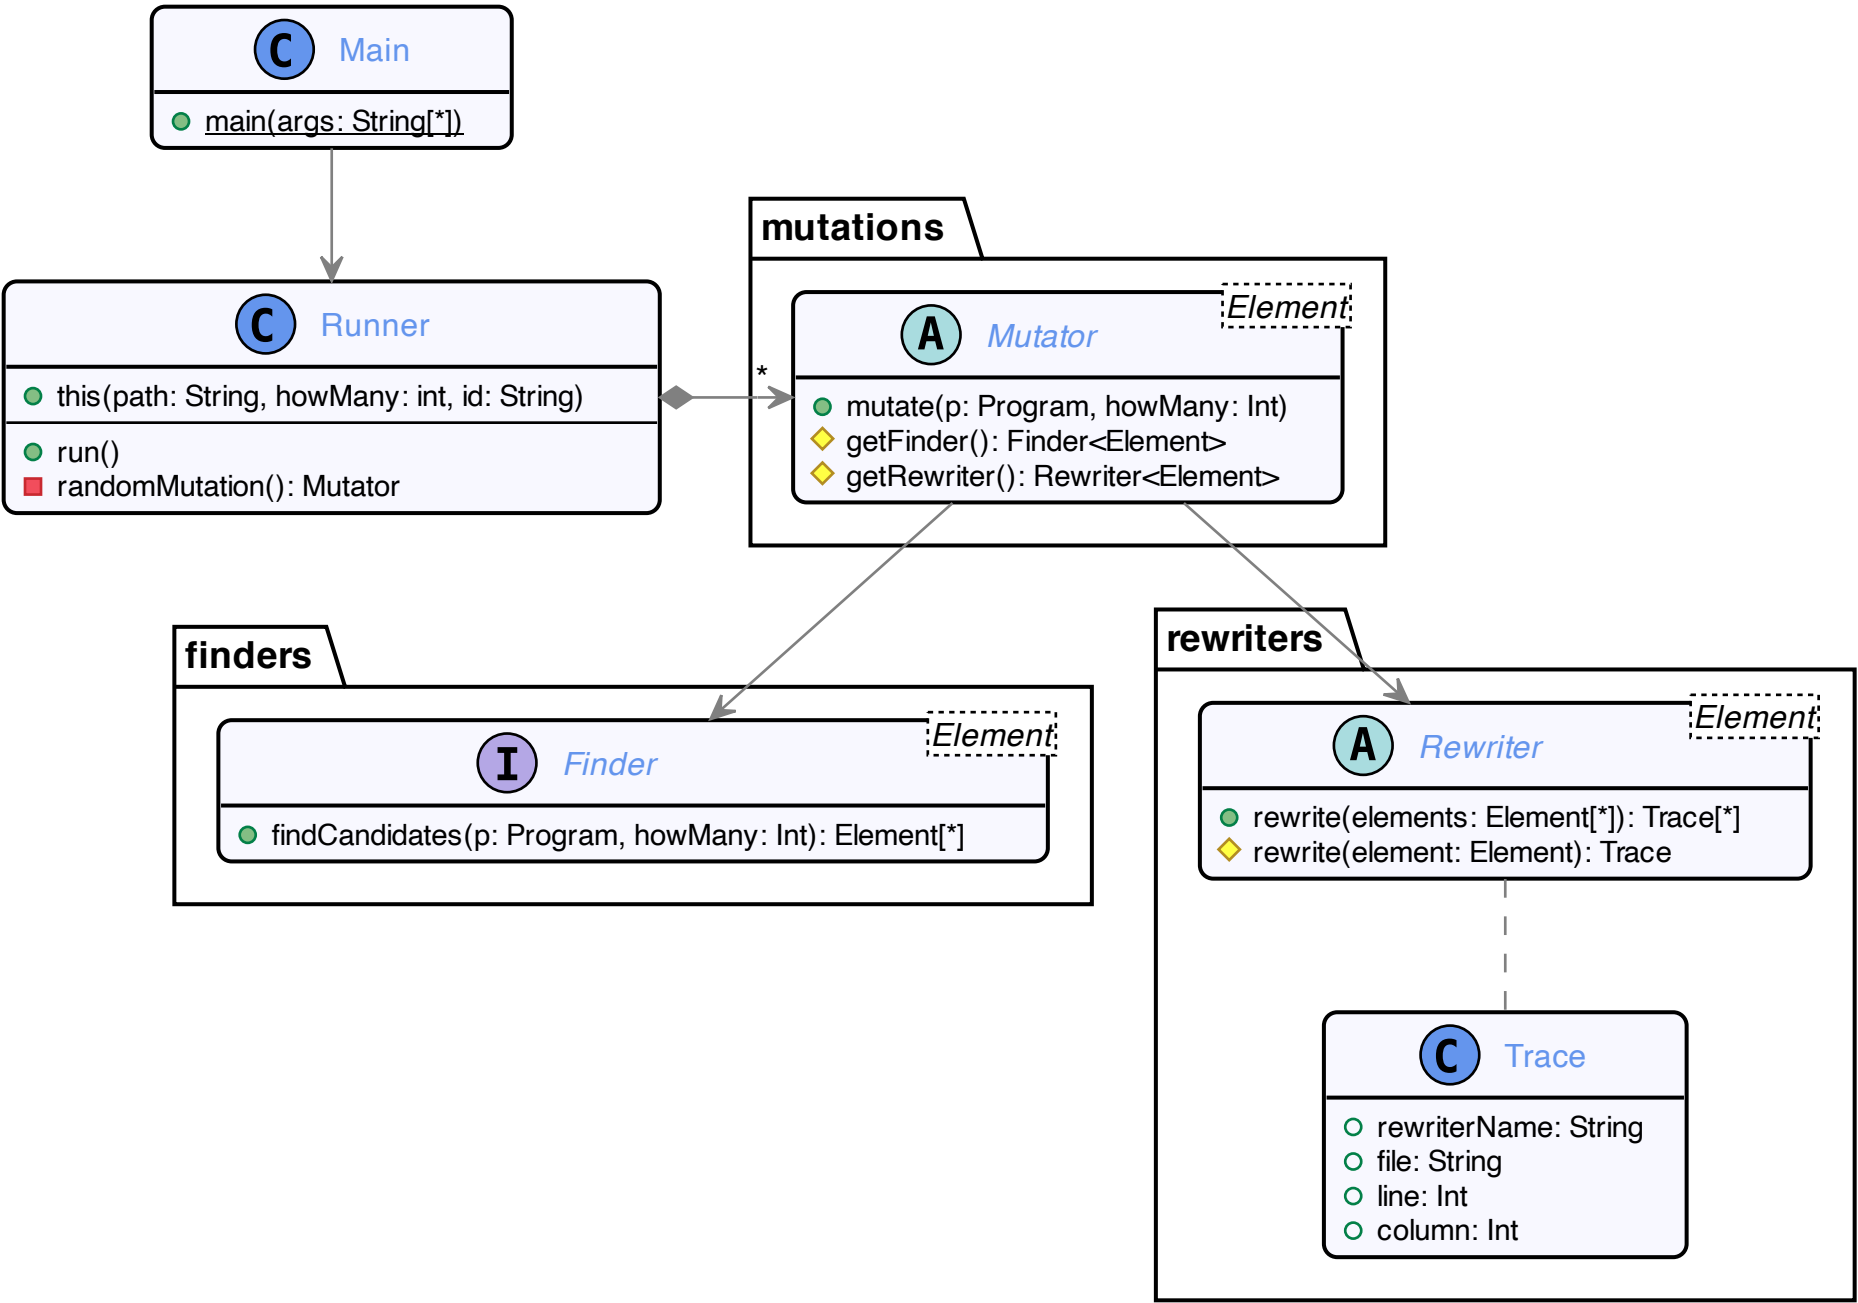 C Main
main(args: String[*])
C Runner
this(path: String, howMany: int, id: String)
run()
randomMutation(): Mutator
*
mutations
Element
A Mutator
mutate(p: Program, howMany: Int)
getFinder(): Finder<Element>
getRewriter(): Rewriter<Element>
finders
Element
I Finder
findCandidates(p: Program, howMany: Int): Element[*]
rewriters
Element
A Rewriter
rewrite(elements: Element[*]): Trace[*]
rewrite(element: Element): Trace
C Trace
rewriterName: String
file: String
line: Int
column: Int